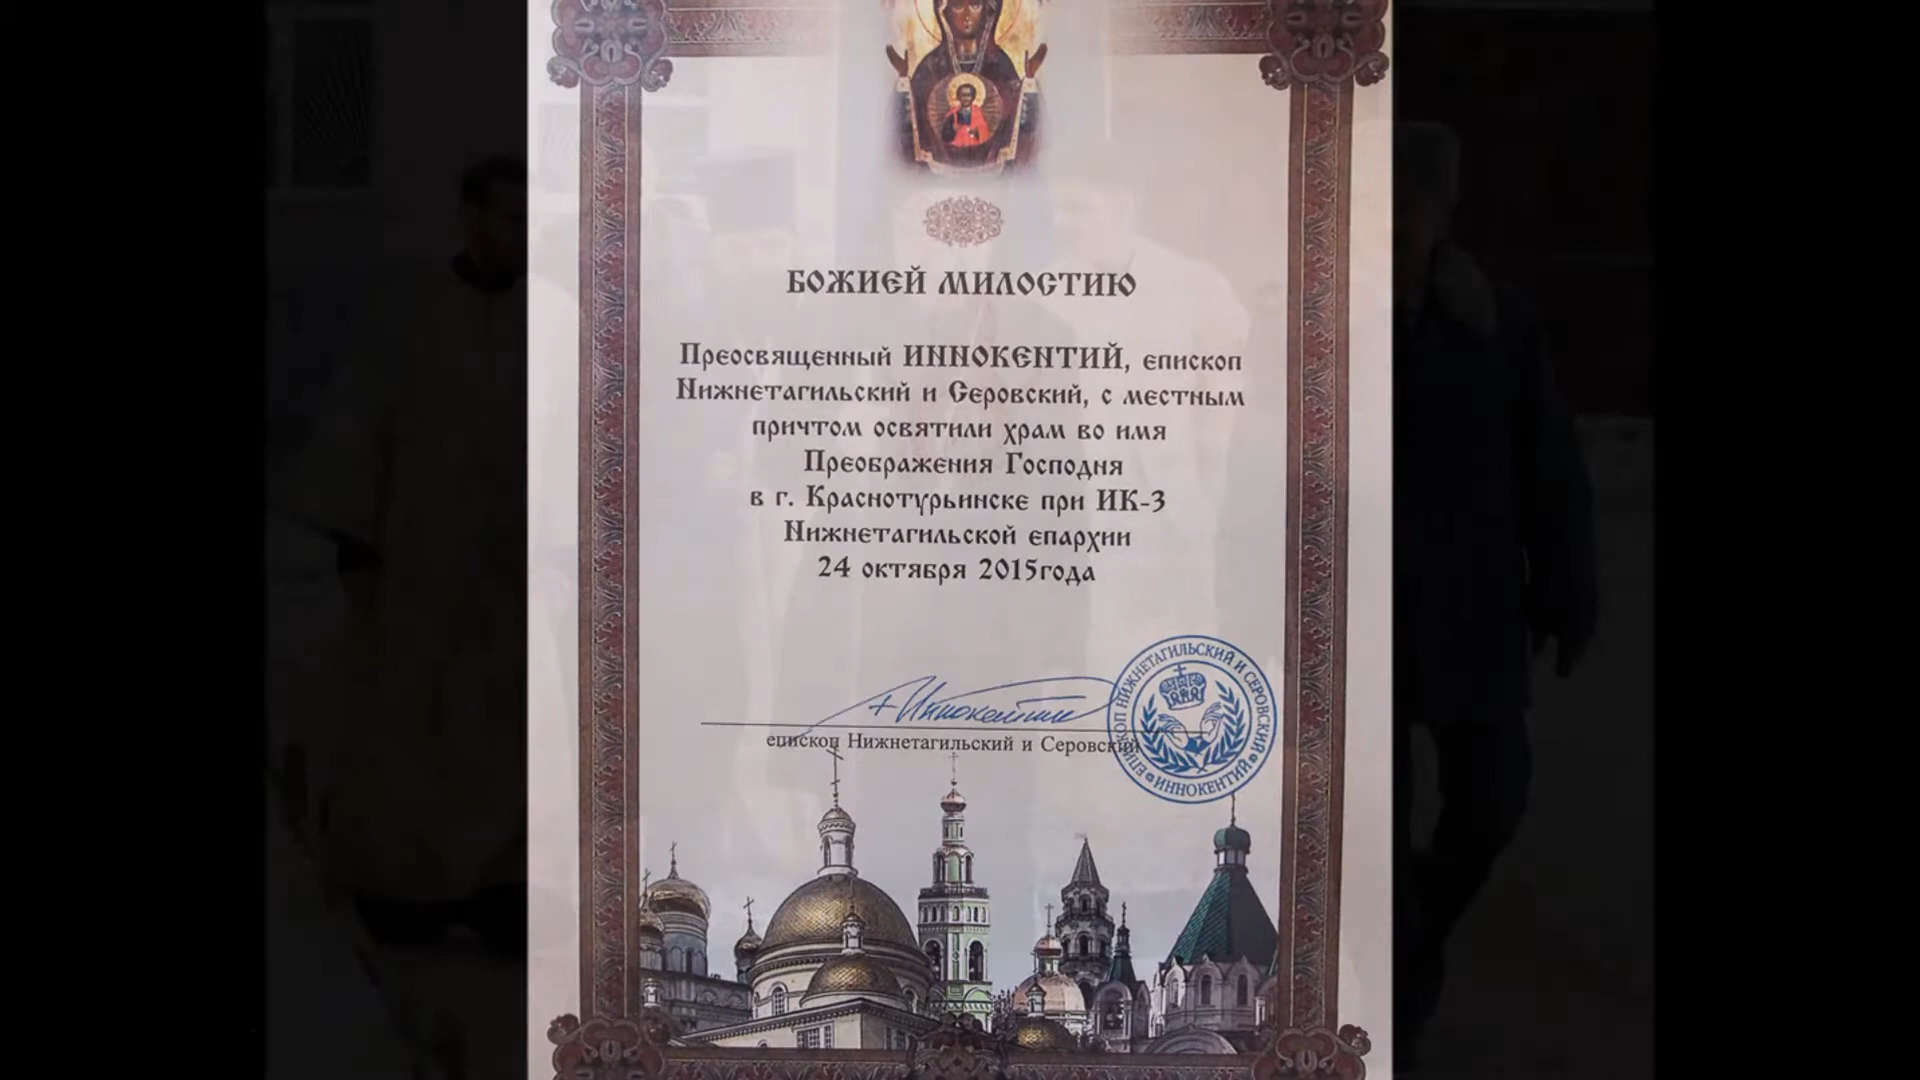 БОЖИЕЙ МИЛОСТИЮ
Преосвященный ИННОКЕНТИЙ, епископ
Нижнетагильский и Серовский, с местным
причтом освятили храм во имя
Преображения Господня
в г. Краснотурьинске при ИК-3
Нижнетагильской епархии
24 октября 2015года
+Иннокентий
епископ Нижнетагильский и Серовский
ЕПИСКОП НИЖНЕТАГИЛЬСКИЙ И СЕРОВСКИЙ
ИННОКЕНТИЙ